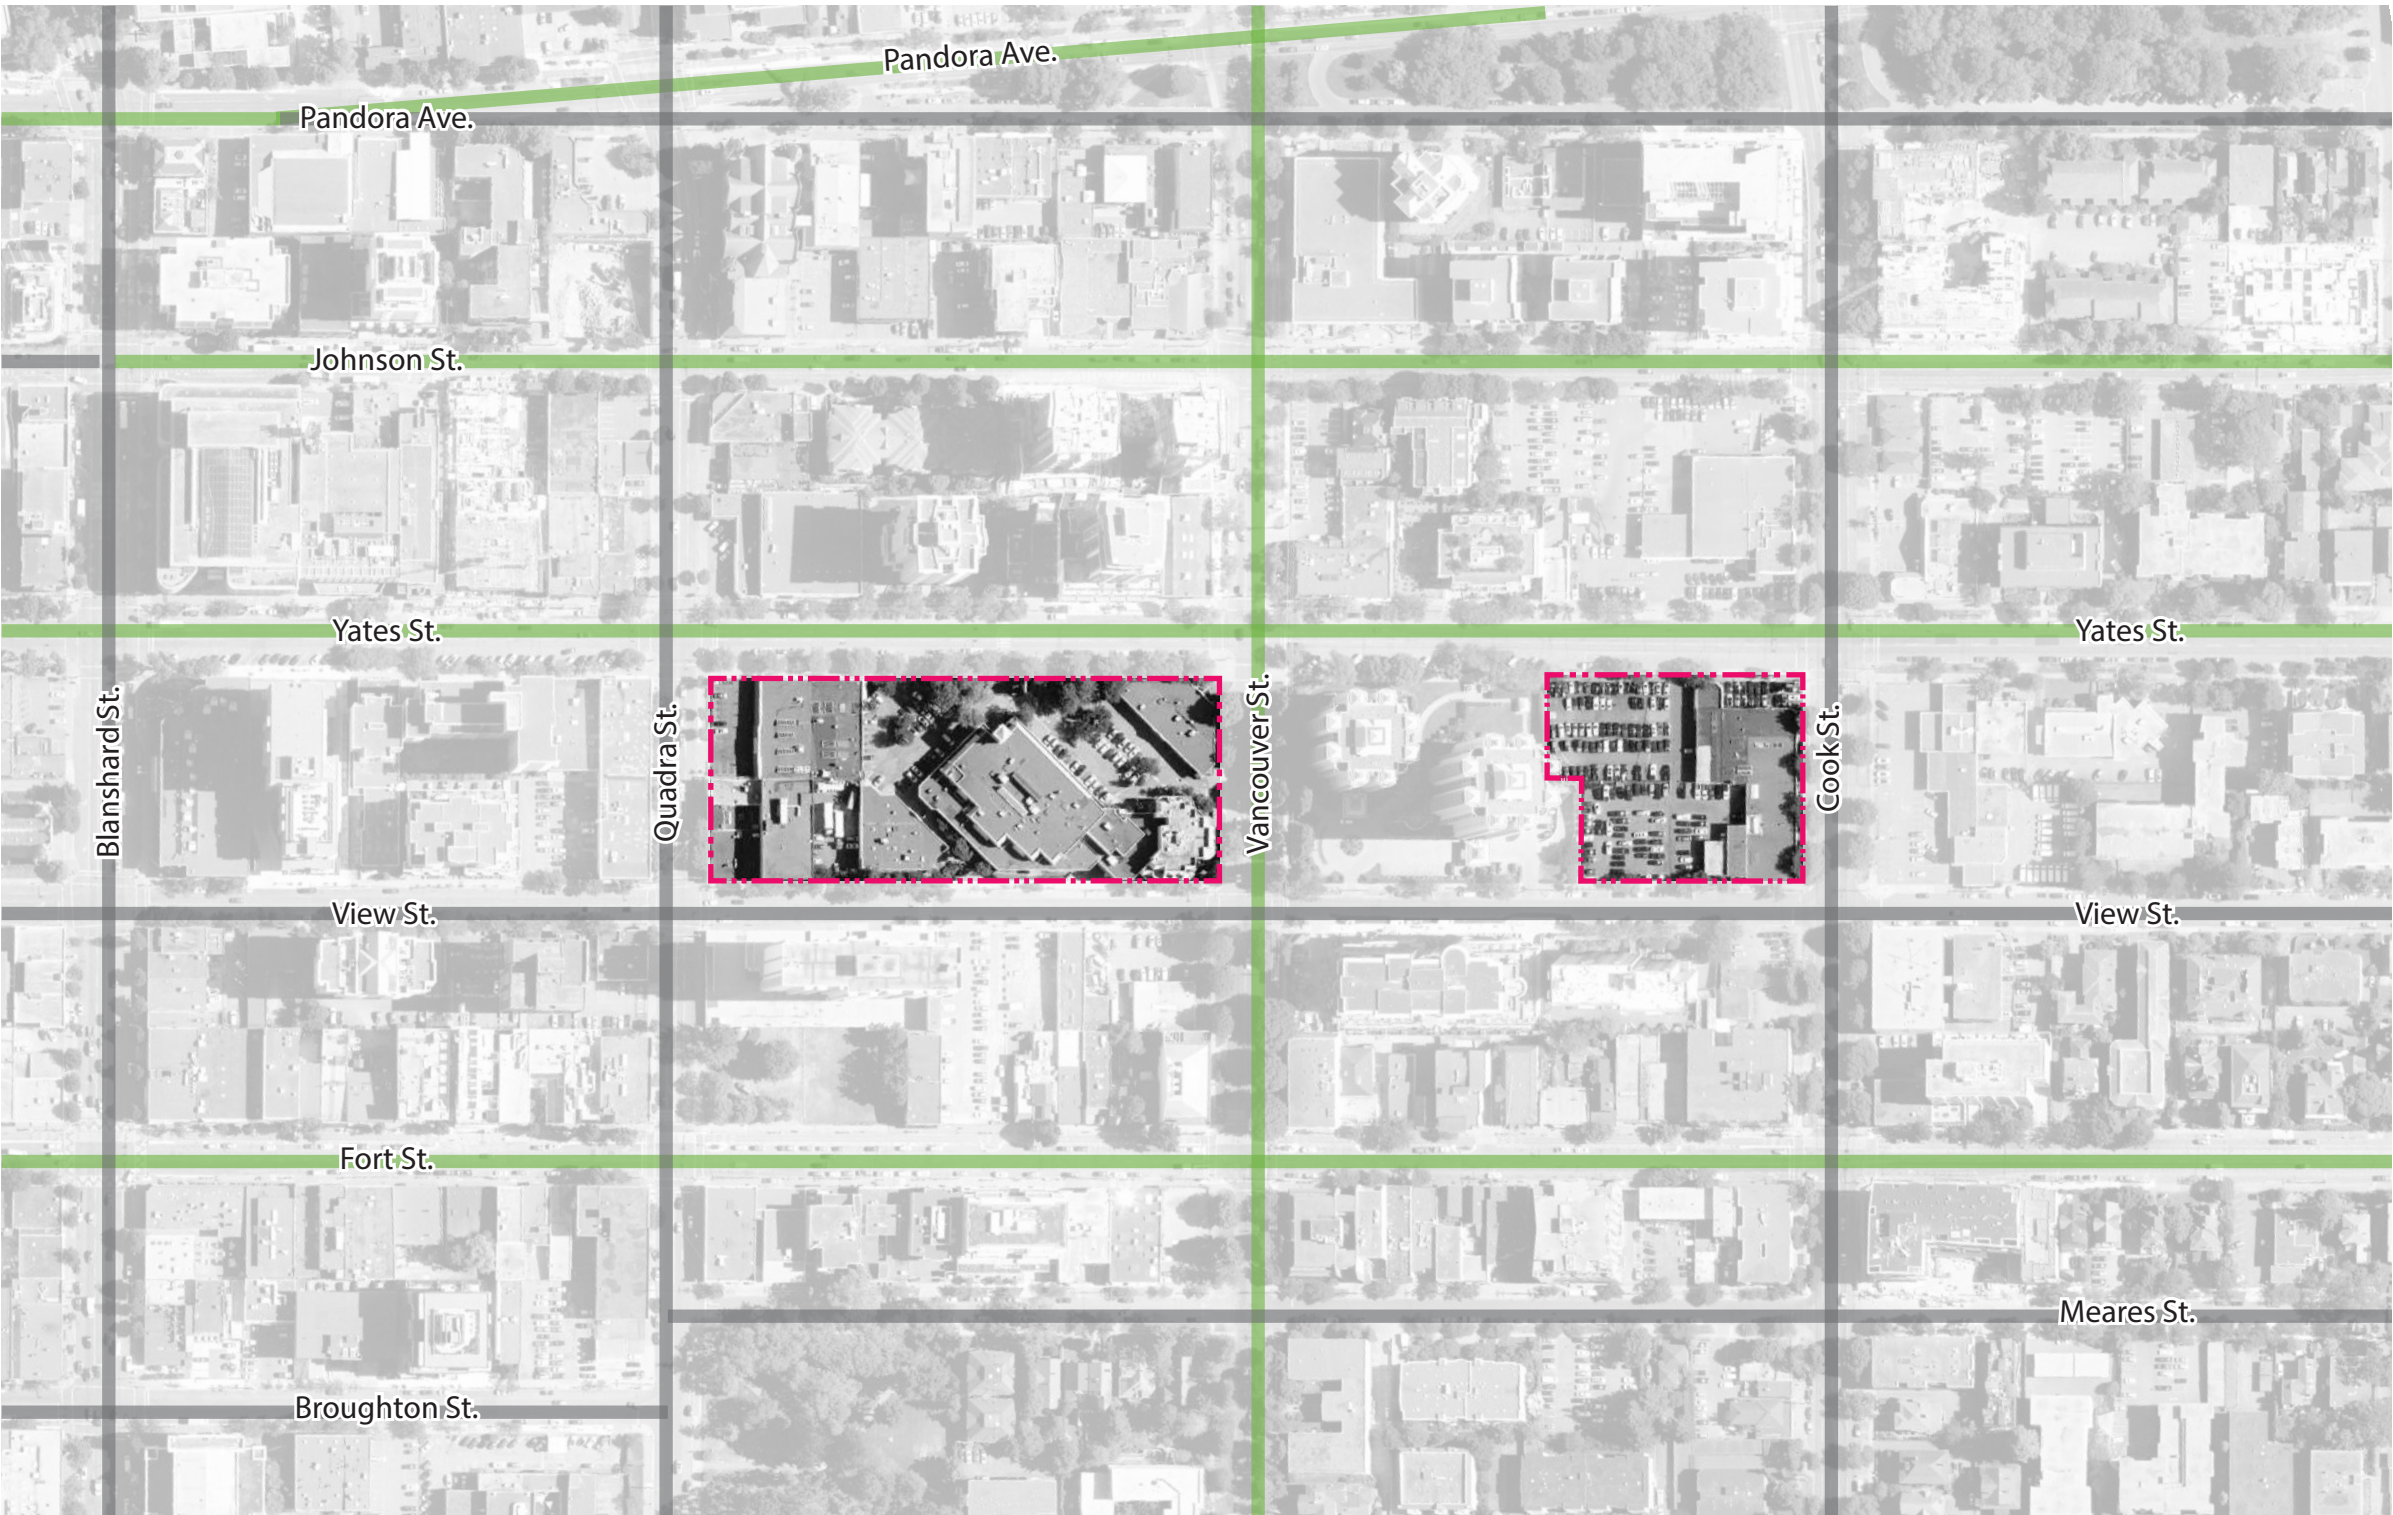 Pandora Ave.
Pandora Ave.
Johnson St.
Yates St.
Yates St.
Blanshard St.
Quadra St.
Vancouver St.
Cook St.
View St.
View St.
Fort St.
Meares St.
Broughton St.